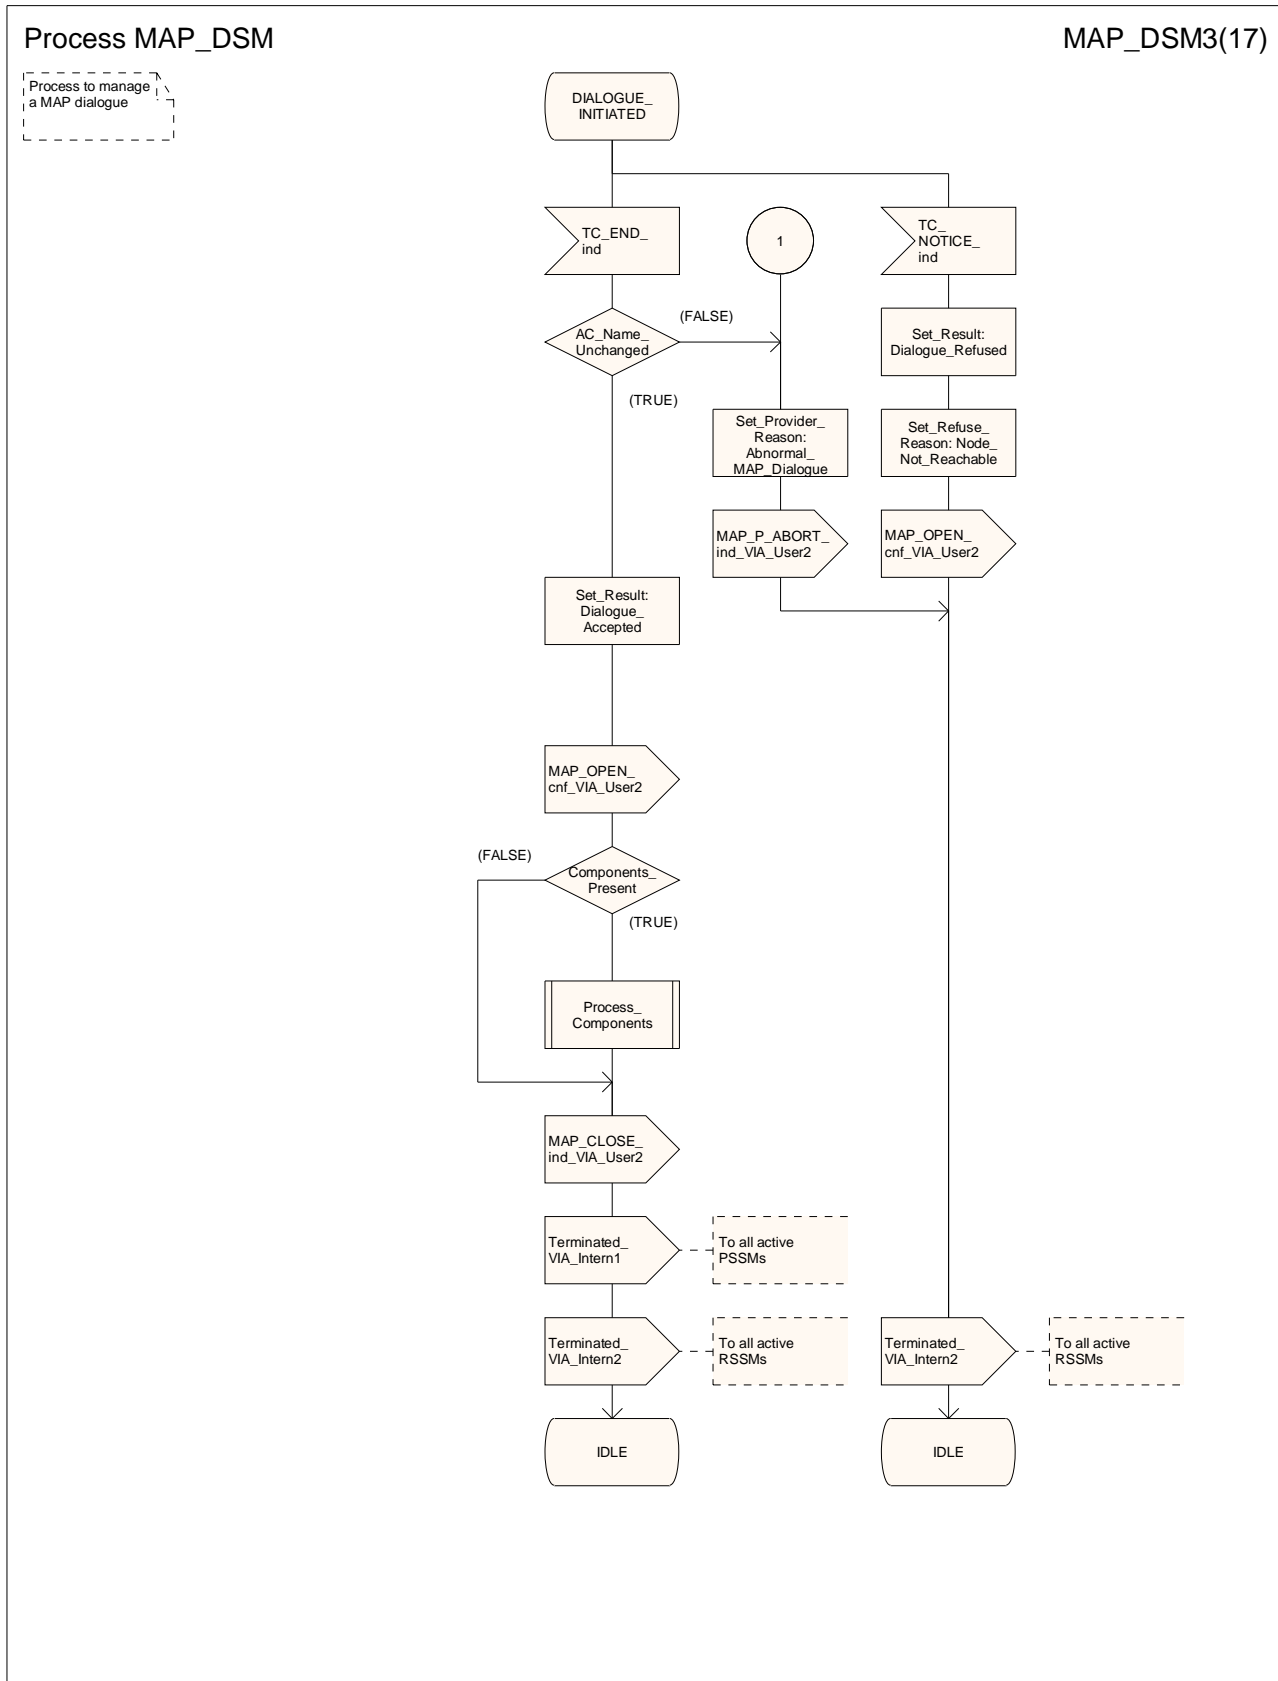 Process MAP_DSM
MAP_DSM3(17)
Process to manage
a MAP dialogue
DIALOGUE_
INITIATED
TC_END_
ind
1
TC_
NOTICE_
ind
AC_Name_
Unchanged
(FALSE)
(TRUE)
Set_Result:
Dialogue_Refused
Set_Provider_
Reason:
Abnormal_
MAP_Dialogue
Set_Refuse_
Reason: Node_
Not_Reachable
MAP_P_ABORT_
ind_VIA_User2
MAP_OPEN_
cnf_VIA_User2
Set_Result:
Dialogue_
Accepted
MAP_OPEN_
cnf_VIA_User2
(FALSE)
Components_
Present
(TRUE)
Process_
Components
MAP_CLOSE_
ind_VIA_User2
Terminated_
VIA_Intern1
To all active
PSSMs
Terminated_
VIA_Intern2
To all active
RSSMs
Terminated_
VIA_Intern2
To all active
RSSMs
IDLE
IDLE